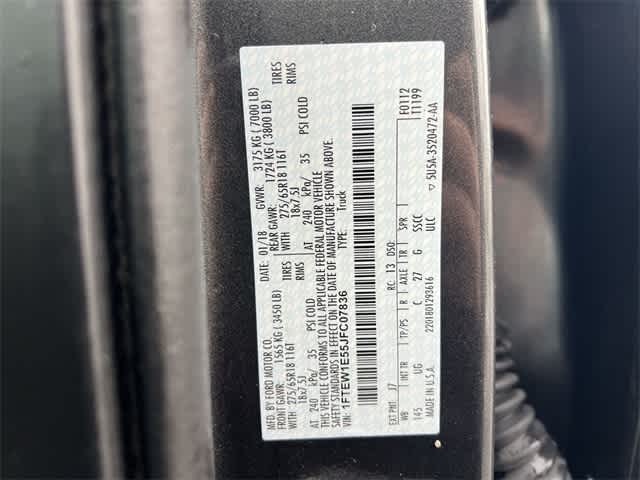 MFD. BY FORD MOTOR CO.
DATE: 01/18 GVWR: 3175 KG ( 7000 LB)
FRONT GAWR: 1565 KG ( 3450 LB) REAR GAWR: 1724 KG ( 3800 LB)
275/65R18 116T TIRES WITH 275/65R18 116T TIRES
18x7.5J RIMS 18x7.5J RIMS
AT 240 kPa/ 35 PSI COLD AT 240 kPa/ 35 PSI COLD
THIS VEHICLE CONFORMS TO ALL APPLICABLE FEDERAL MOTOR VEHICLE
SAFETY STANDARDS IN EFFECT ON THE DATE OF MANUFACTURE SHOWN ABOVE.
VIN: 1FTEW1E55JFC07836 TYPE: Truck
EXT PNT: J7 RC: 13 DSO: F0112
WB INT TR TP/PS R AXLE TR SPR T1199
145 UG C 27 G SSCC
MADE IN U.S.A. 2201801293616 ULC ▽ 5U5A-3520472-AA